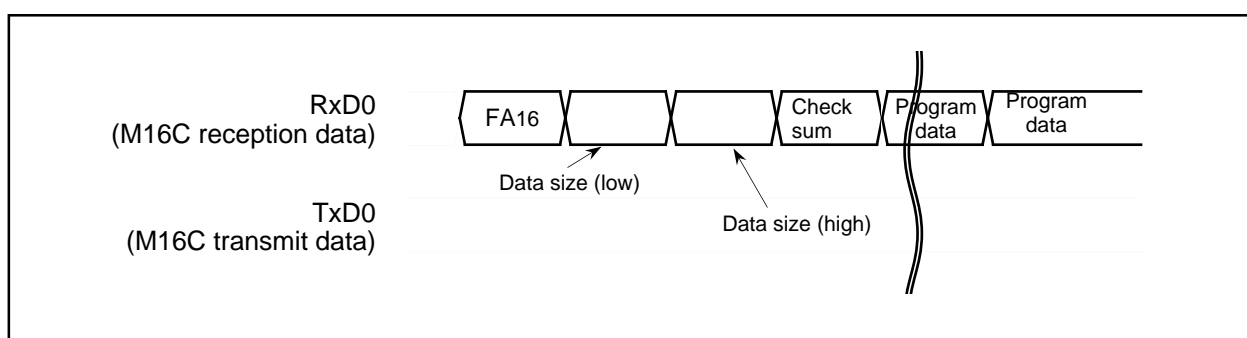 RxD0
(M16C reception data)
FA16
Check
sum
Program
data
Program
data
Data size (low)
Data size (high)
TxD0
(M16C transmit data)